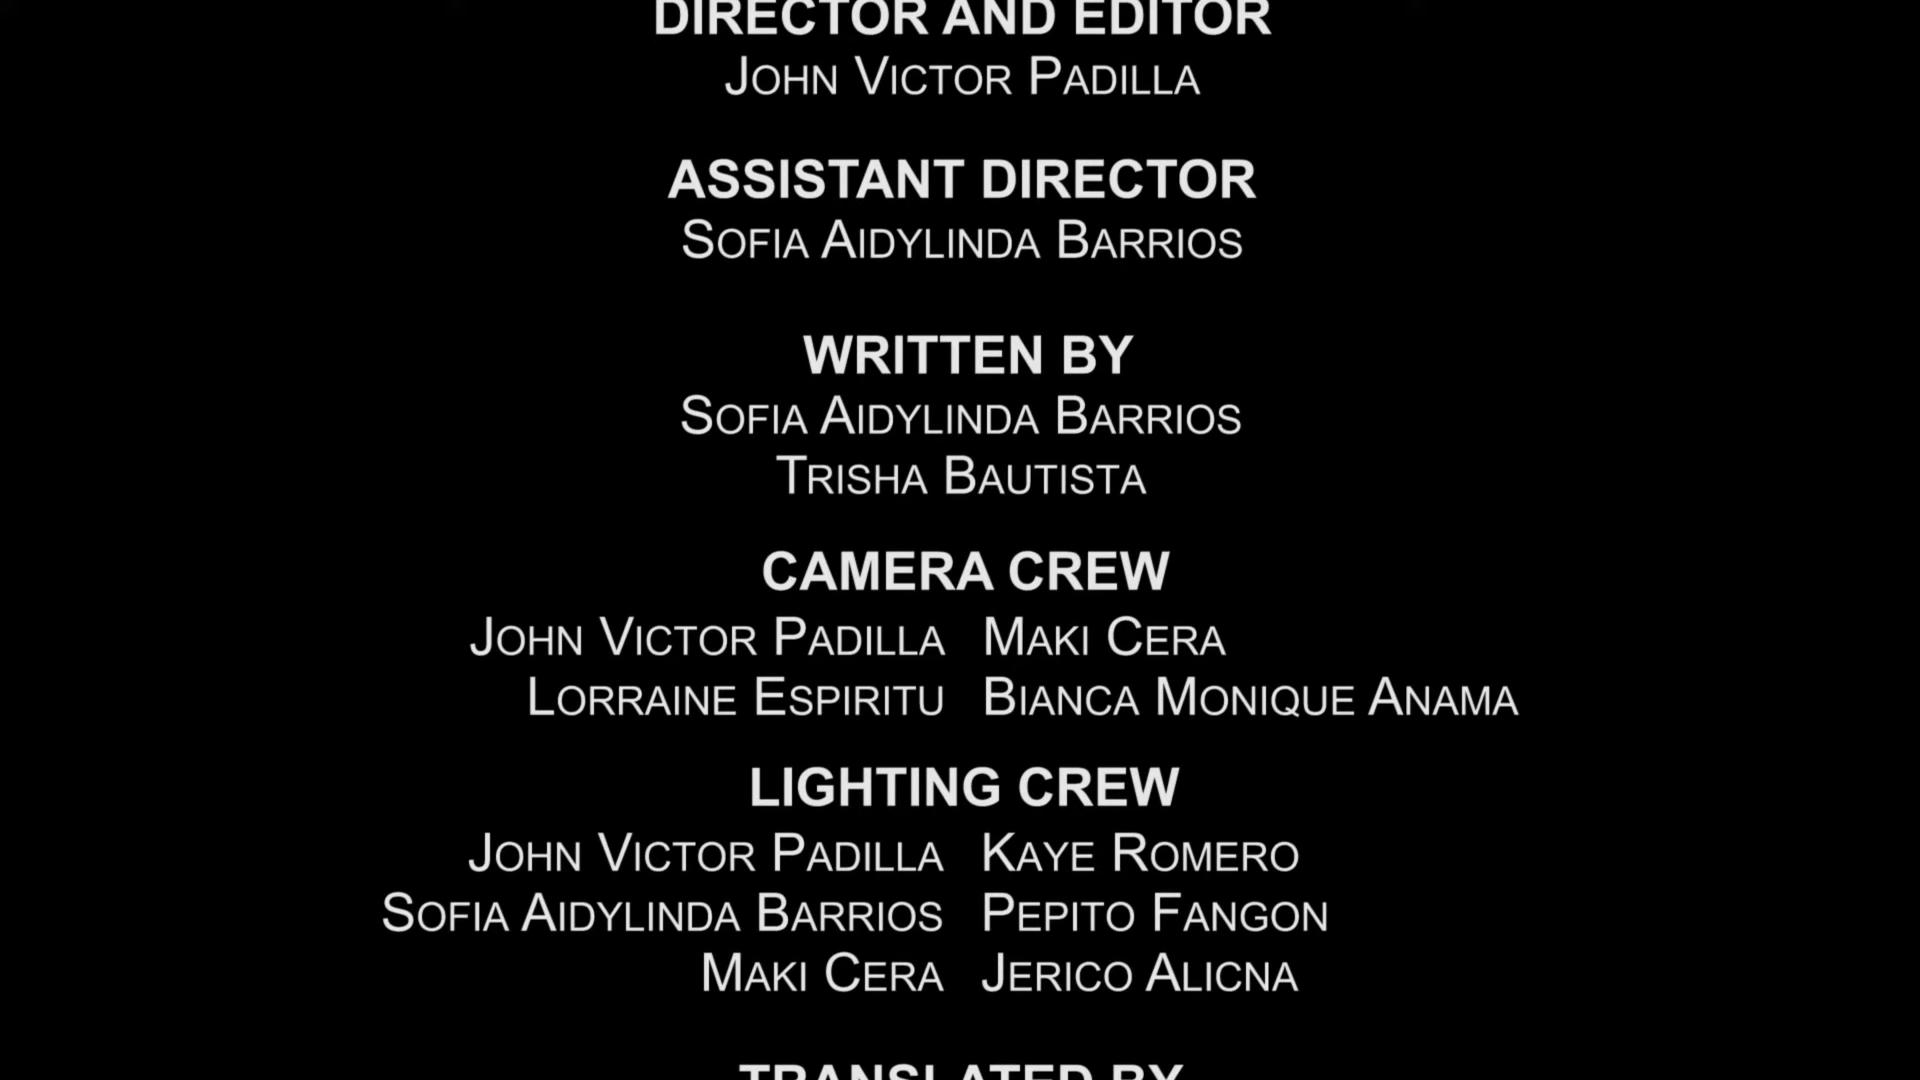 DIRECTOR AND EDITOR
JOHN VICTOR PADILLA
ASSISTANT DIRECTOR
SOFIA AIDYLINDA BARRIOS
WRITTEN BY
SOFIA AIDYLINDA BARRIOS
TRISHA BAUTISTA
CAMERA CREW
JOHN VICTOR PADILLA MAKI CERA
LORRAINE ESPIRITU BIANCA MONIQUE ANAMA
LIGHTING CREW
JOHN VICTOR PADILLA KAYE ROMERO
SOFIA AIDYLINDA BARRIOS PEPITO FANGON
MAKI CERA JERICO ALICNA
TRANSLATED BY